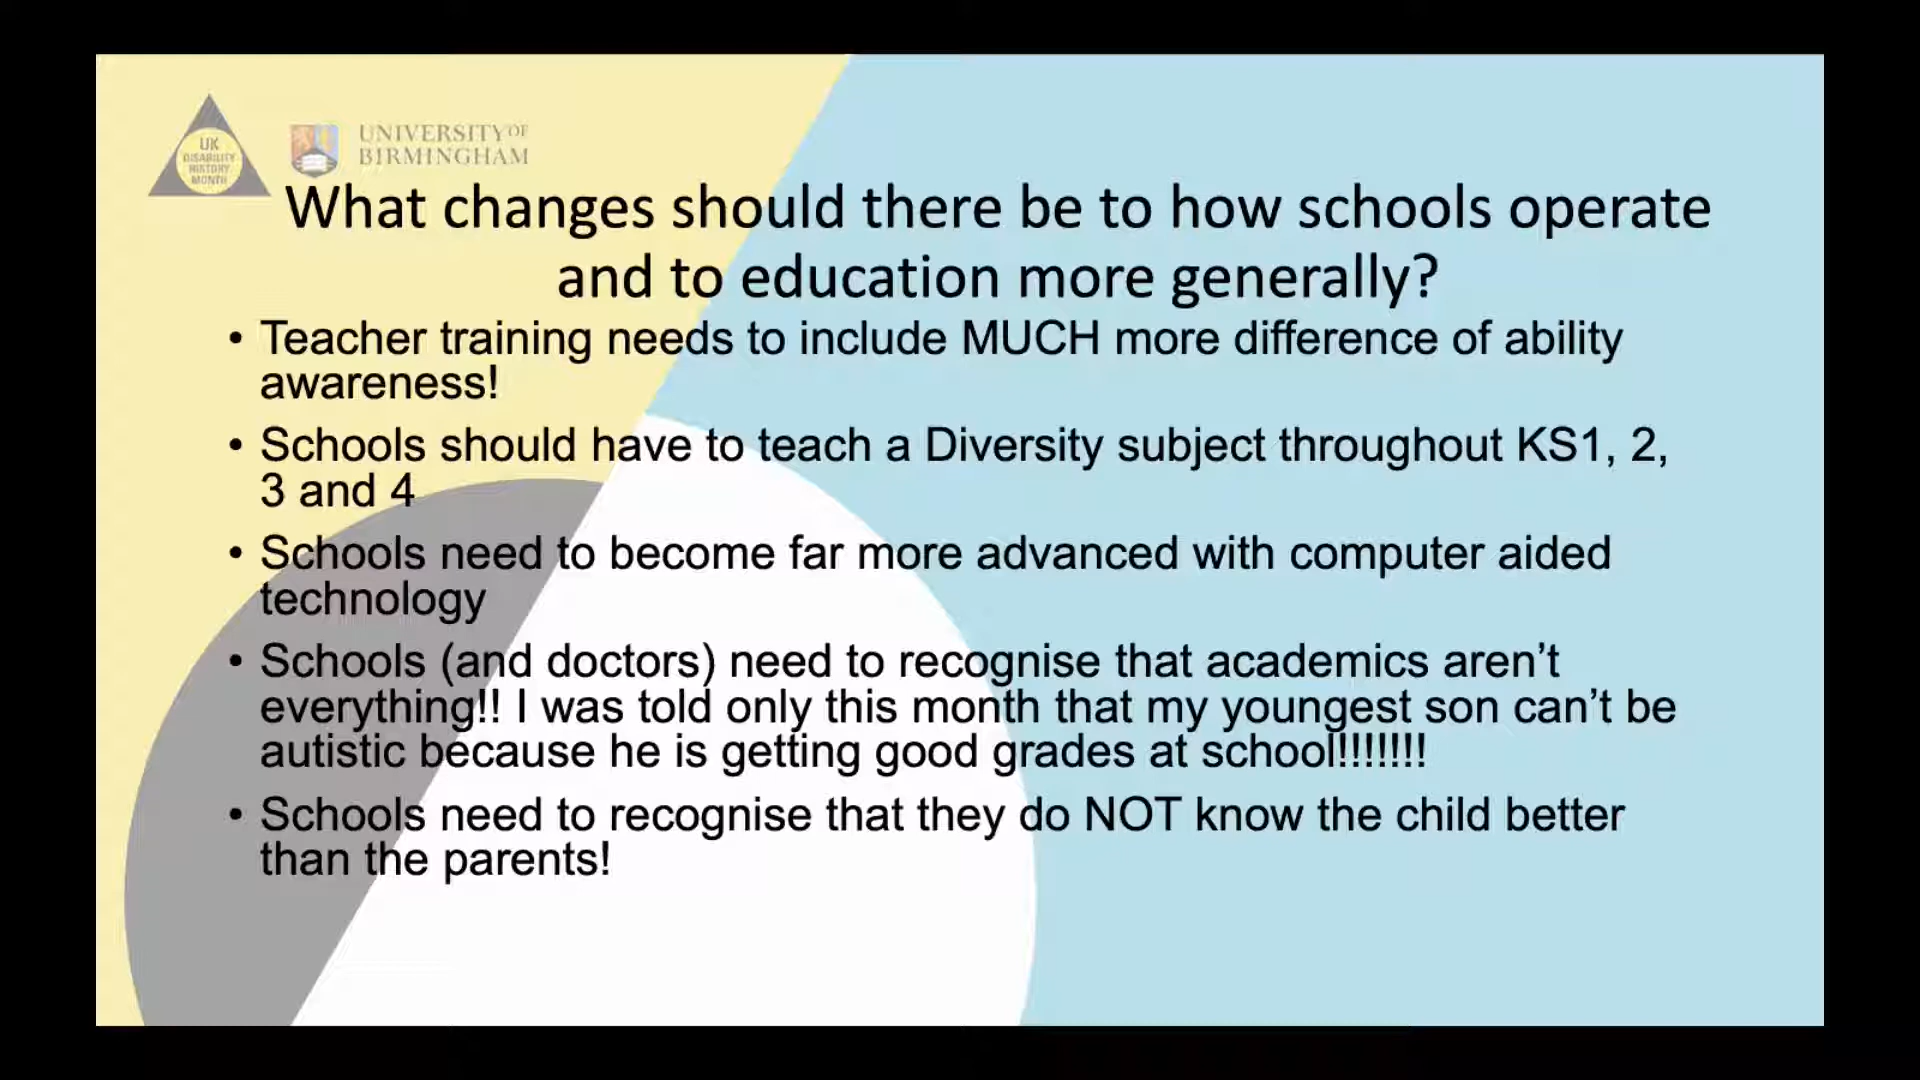 UK
DISABILITY
HISTORY
MONTH
UNIVERSITY OF
BIRMINGHAM
What changes should there be to how schools operate
and to education more generally?
• Teacher training needs to include MUCH more difference of ability
awareness!
• Schools should have to teach a Diversity subject throughout KS1, 2,
3 and 4
• Schools need to become far more advanced with computer aided
technology
• Schools (and doctors) need to recognise that academics aren’t
everything!! I was told only this month that my youngest son can’t be
autistic because he is getting good grades at school!!!!!!!
• Schools need to recognise that they do NOT know the child better
than the parents!